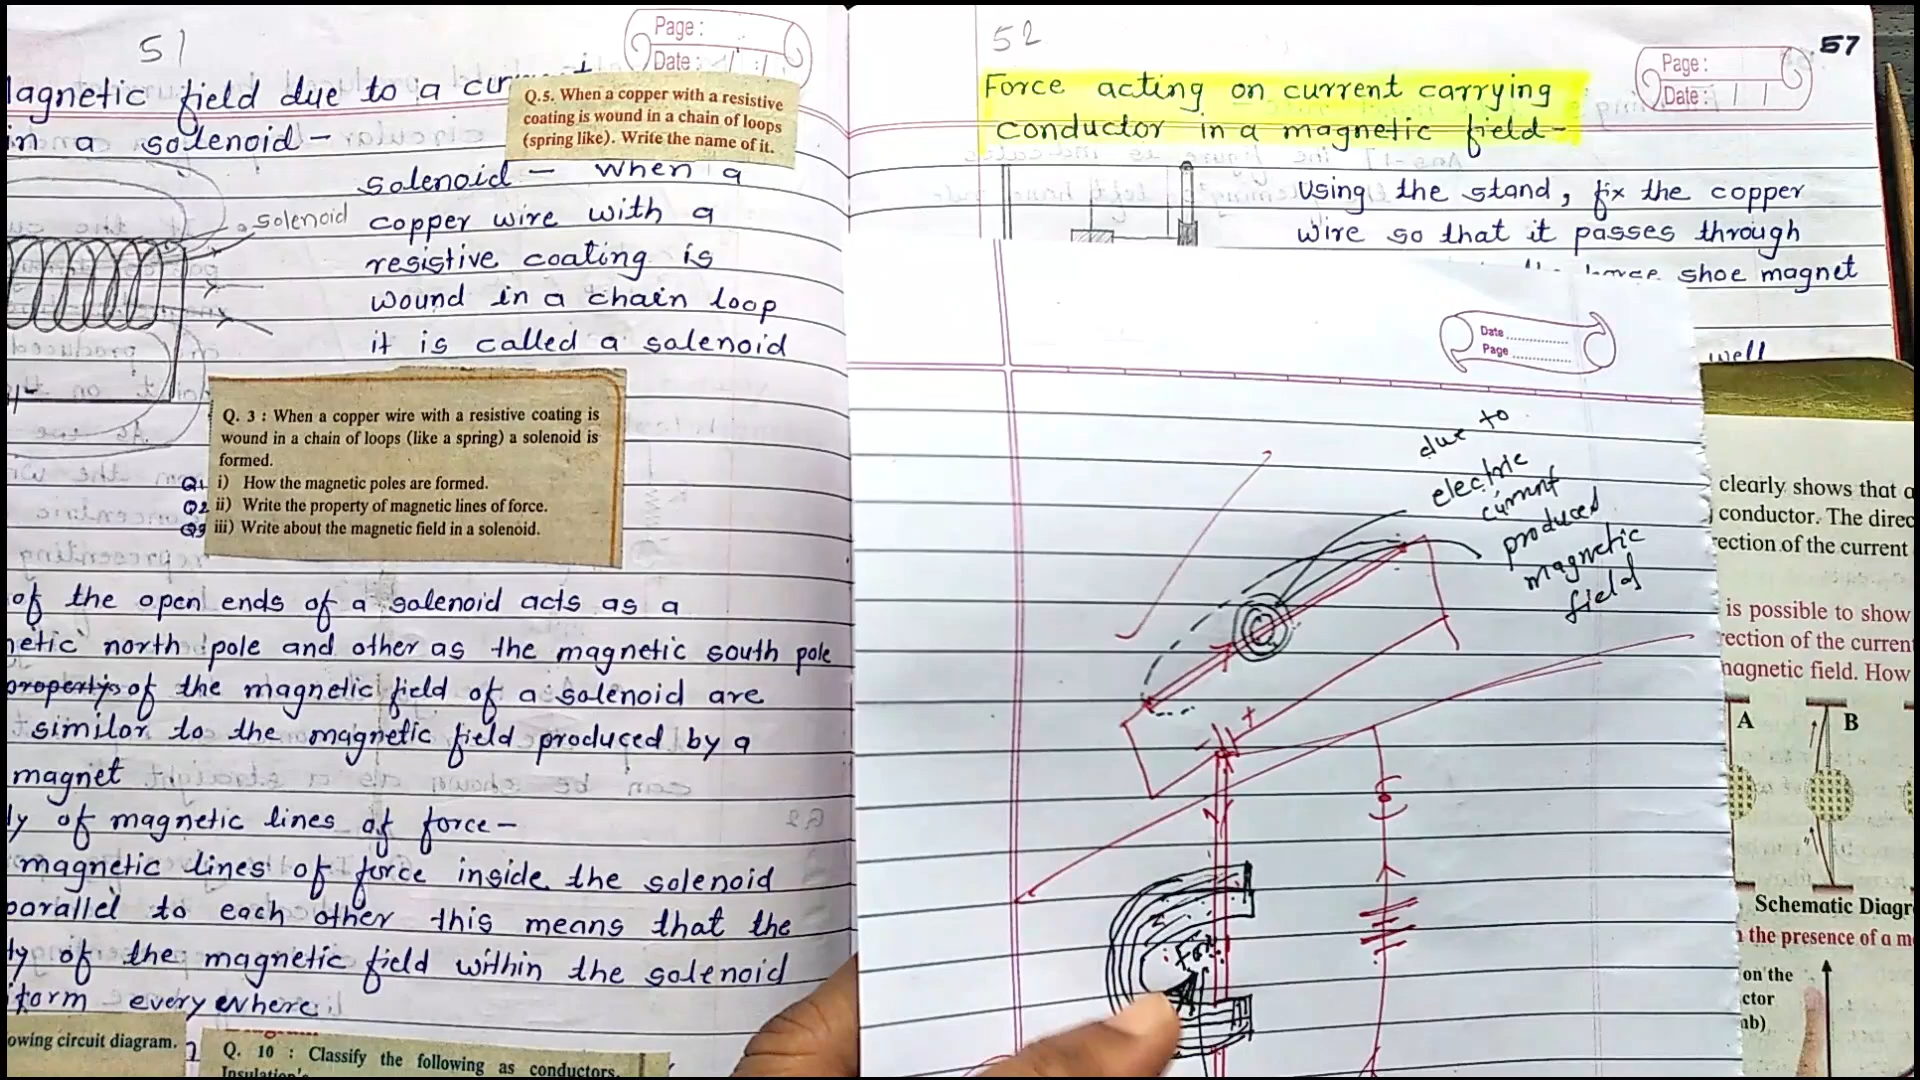 51
Page :
Date :
agnetic field due to a
in a solenoid -
Q.5. When a copper with a resistive
coating is wound in a chain of loops
(spring like). Write the name of it.
solenoid - When a
solenoid
copper wire with a
resistive coating is
wound in a chain loop
it is called a solenoid
Q. 3 : When a copper wire with a resistive coating is
wound in a chain of loops (like a spring) a solenoid is
formed.
Q1 i) How the magnetic poles are formed.
Q2 ii) Write the property of magnetic lines of force.
Q3 iii) Write about the magnetic field in a solenoid.
of the open ends of a solenoid acts as a
netic north pole and other as the magnetic south pole
of the magnetic field of a solenoid are
similar to the magnetic field produced by a
magnet
ty of magnetic lines of force -
magnetic lines of force inside the solenoid
parallel to each other this means that the
ty of the magnetic field within the solenoid
iform everywhere
owing circuit diagram.
Q. 10 : Classify the following as conductors,
52
57
Page :
Date : / /
Force acting on current carrying
conductor in a magnetic field -
Using the stand, fix the copper
wire so that it passes through
shoe magnet
well
Date
Page
due to
electric
current
produced
magnetic
field
clearly shows that a
conductor. The direc
rection of the current
is possible to show
rection of the current
magnetic field. How
A B
Schematic Diagr
the presence of a m
on the
ctor
ab)